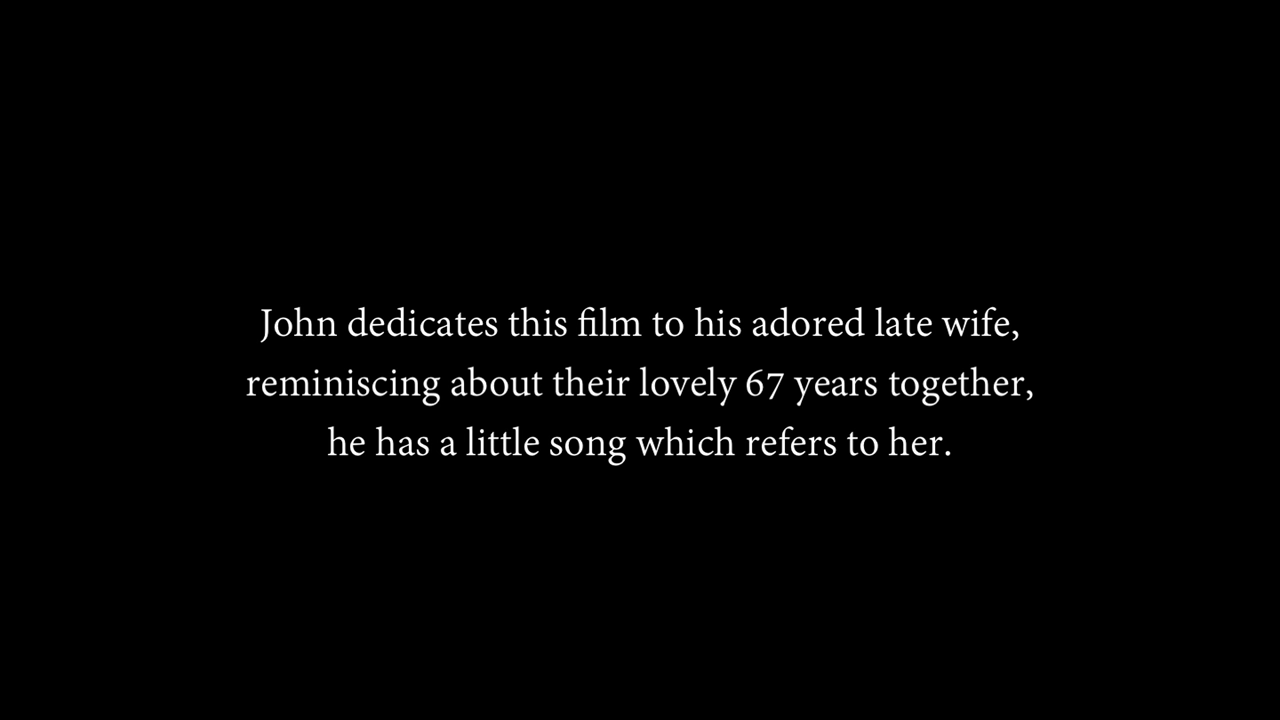 John dedicates this film to his adored late wife,
reminiscing about their lovely 67 years together,
he has a little song which refers to her.